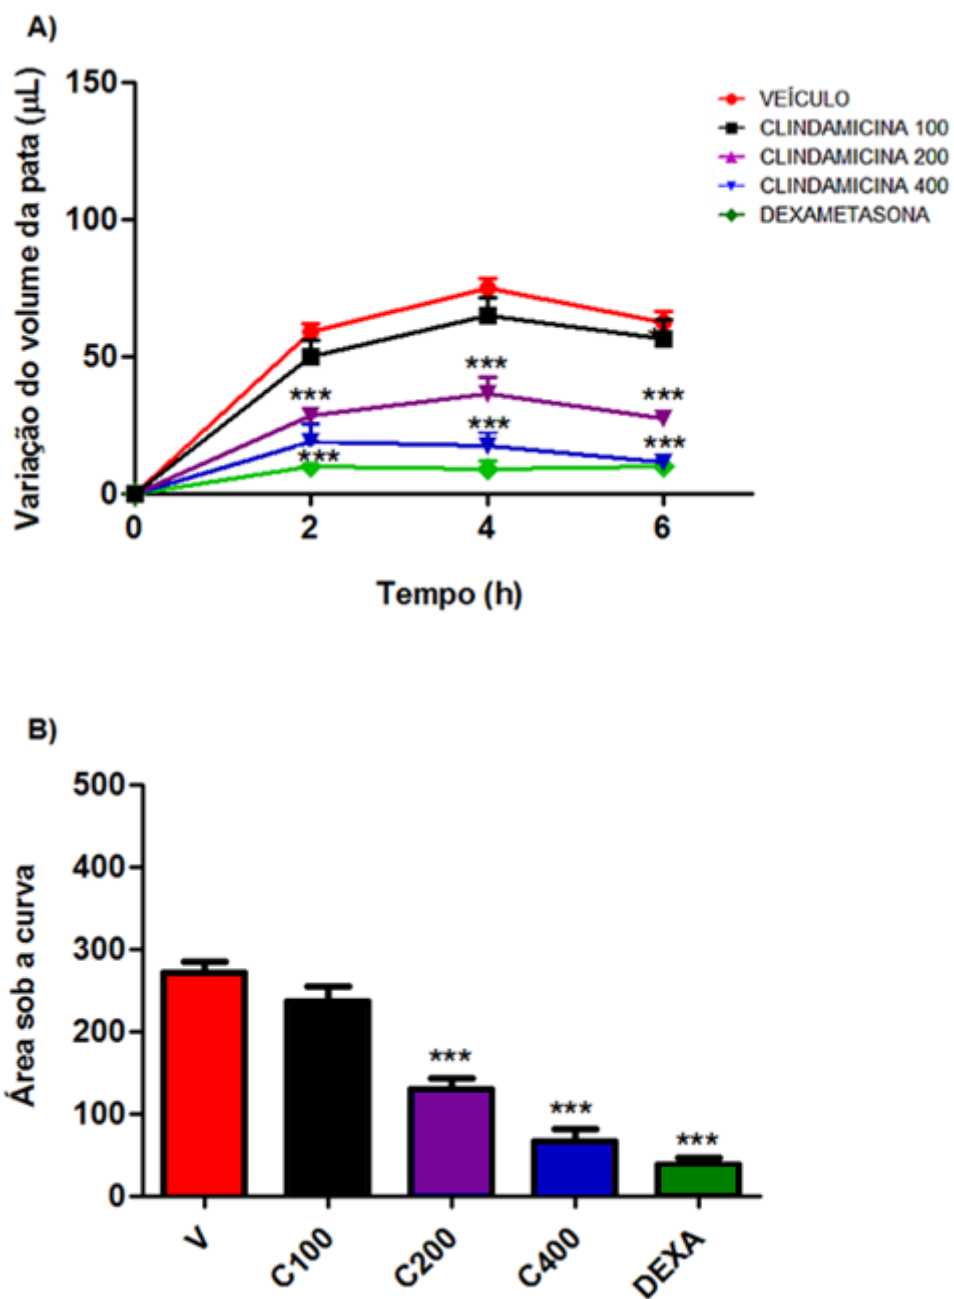 A)
Variação do volume da pata (µL)
150
100
50
0
0 2 4 6
Tempo (h)
VEÍCULO
CLINDAMICINA 100
CLINDAMICINA 200
CLINDAMICINA 400
DEXAMETASONA
***
***
***
***
***
***
B)
Área sob a curva
500
400
300
200
100
0
***
***
***
V C100 C200 C400 DEXA